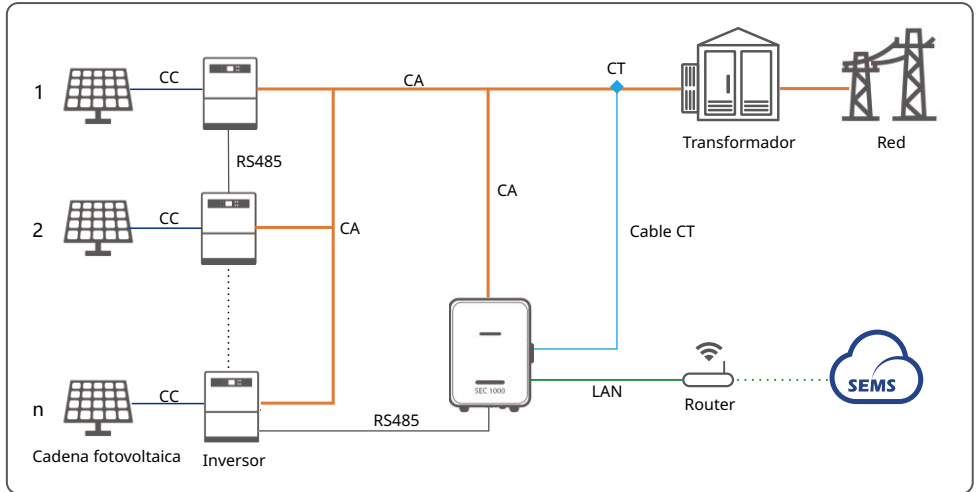 CT
1
CC
CA
Transformador
Red
RS485
CA
2
CC
CA
Cable CT
SEC 1000
SEMS
n
CC
LAN
Router
RS485
Cadena fotovoltaica
Inversor